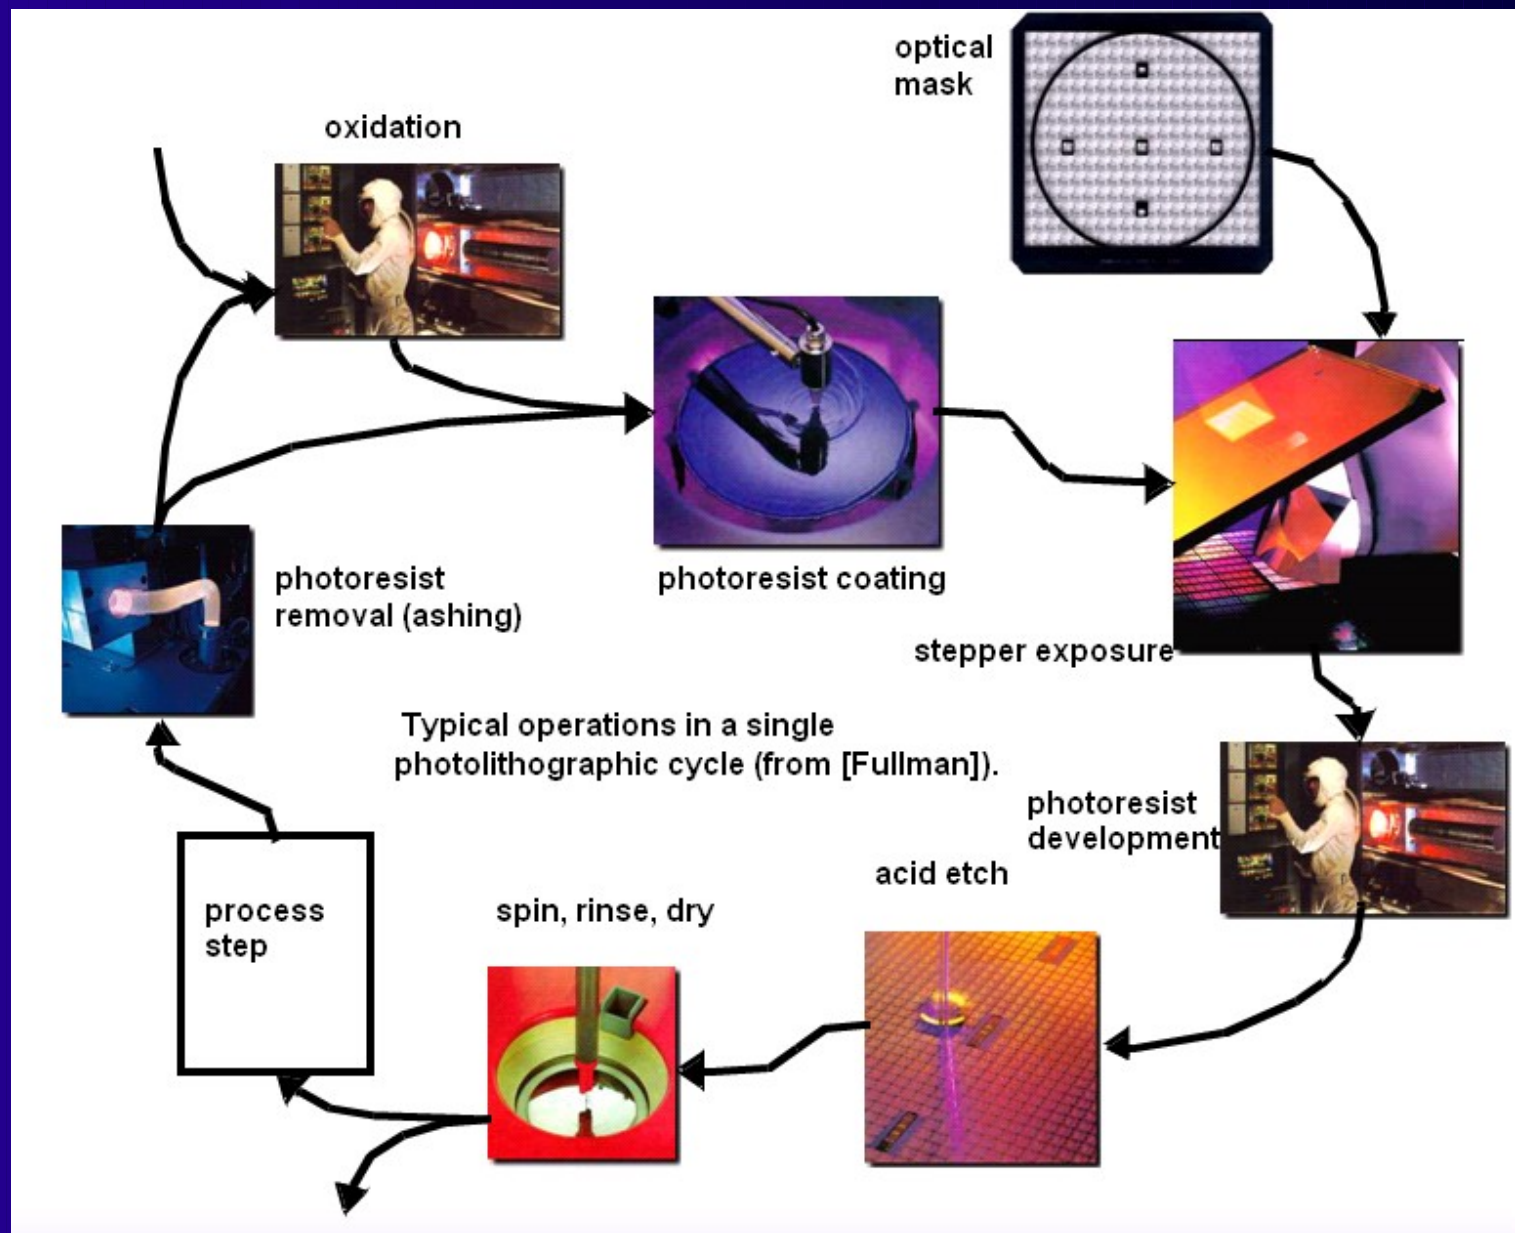 optical
mask
oxidation
photoresist
removal (ashing)
photoresist coating
stepper exposure
Typical operations in a single
photolithographic cycle (from [Fullman]).
photoresist
development
acid etch
spin, rinse, dry
process
step